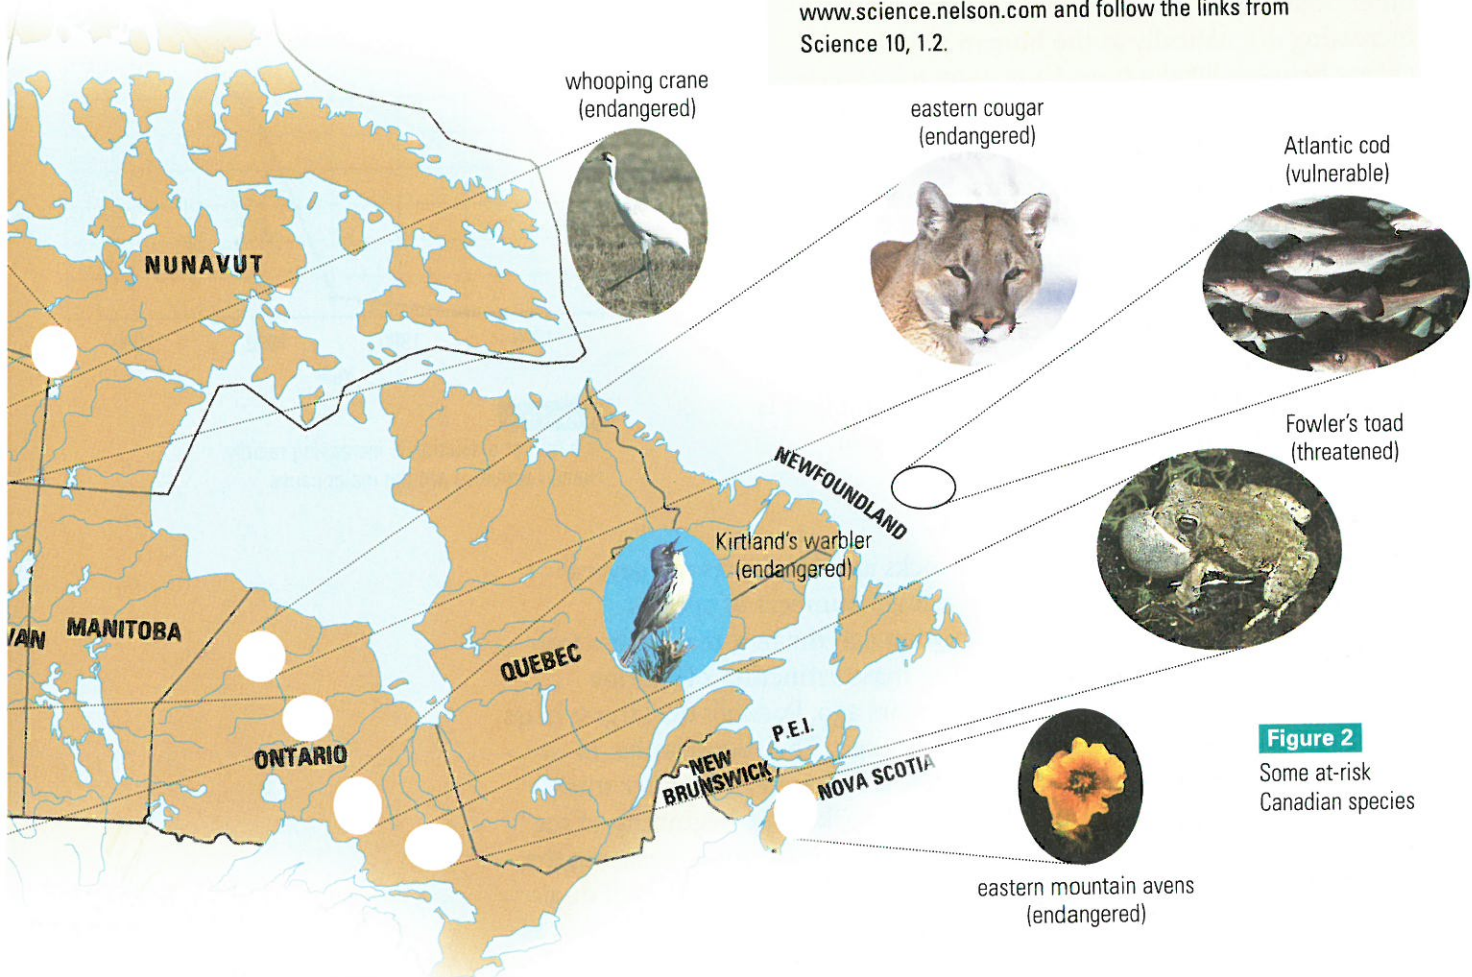 www.science.nelson.com and follow the links from
Science 10, 1.2.
whooping crane
(endangered)
eastern cougar
(endangered)
Atlantic cod
(vulnerable)
NUNAVUT
Fowler's toad
(threatened)
NEWFOUNDLAND
Kirtland's warbler
(endangered)
VAN
MANITOBA
QUEBEC
ONTARIO
P.E.I.
NEW
BRUNSWICK
NOVA SCOTIA
Figure 2
Some at-risk
Canadian species
eastern mountain avens
(endangered)